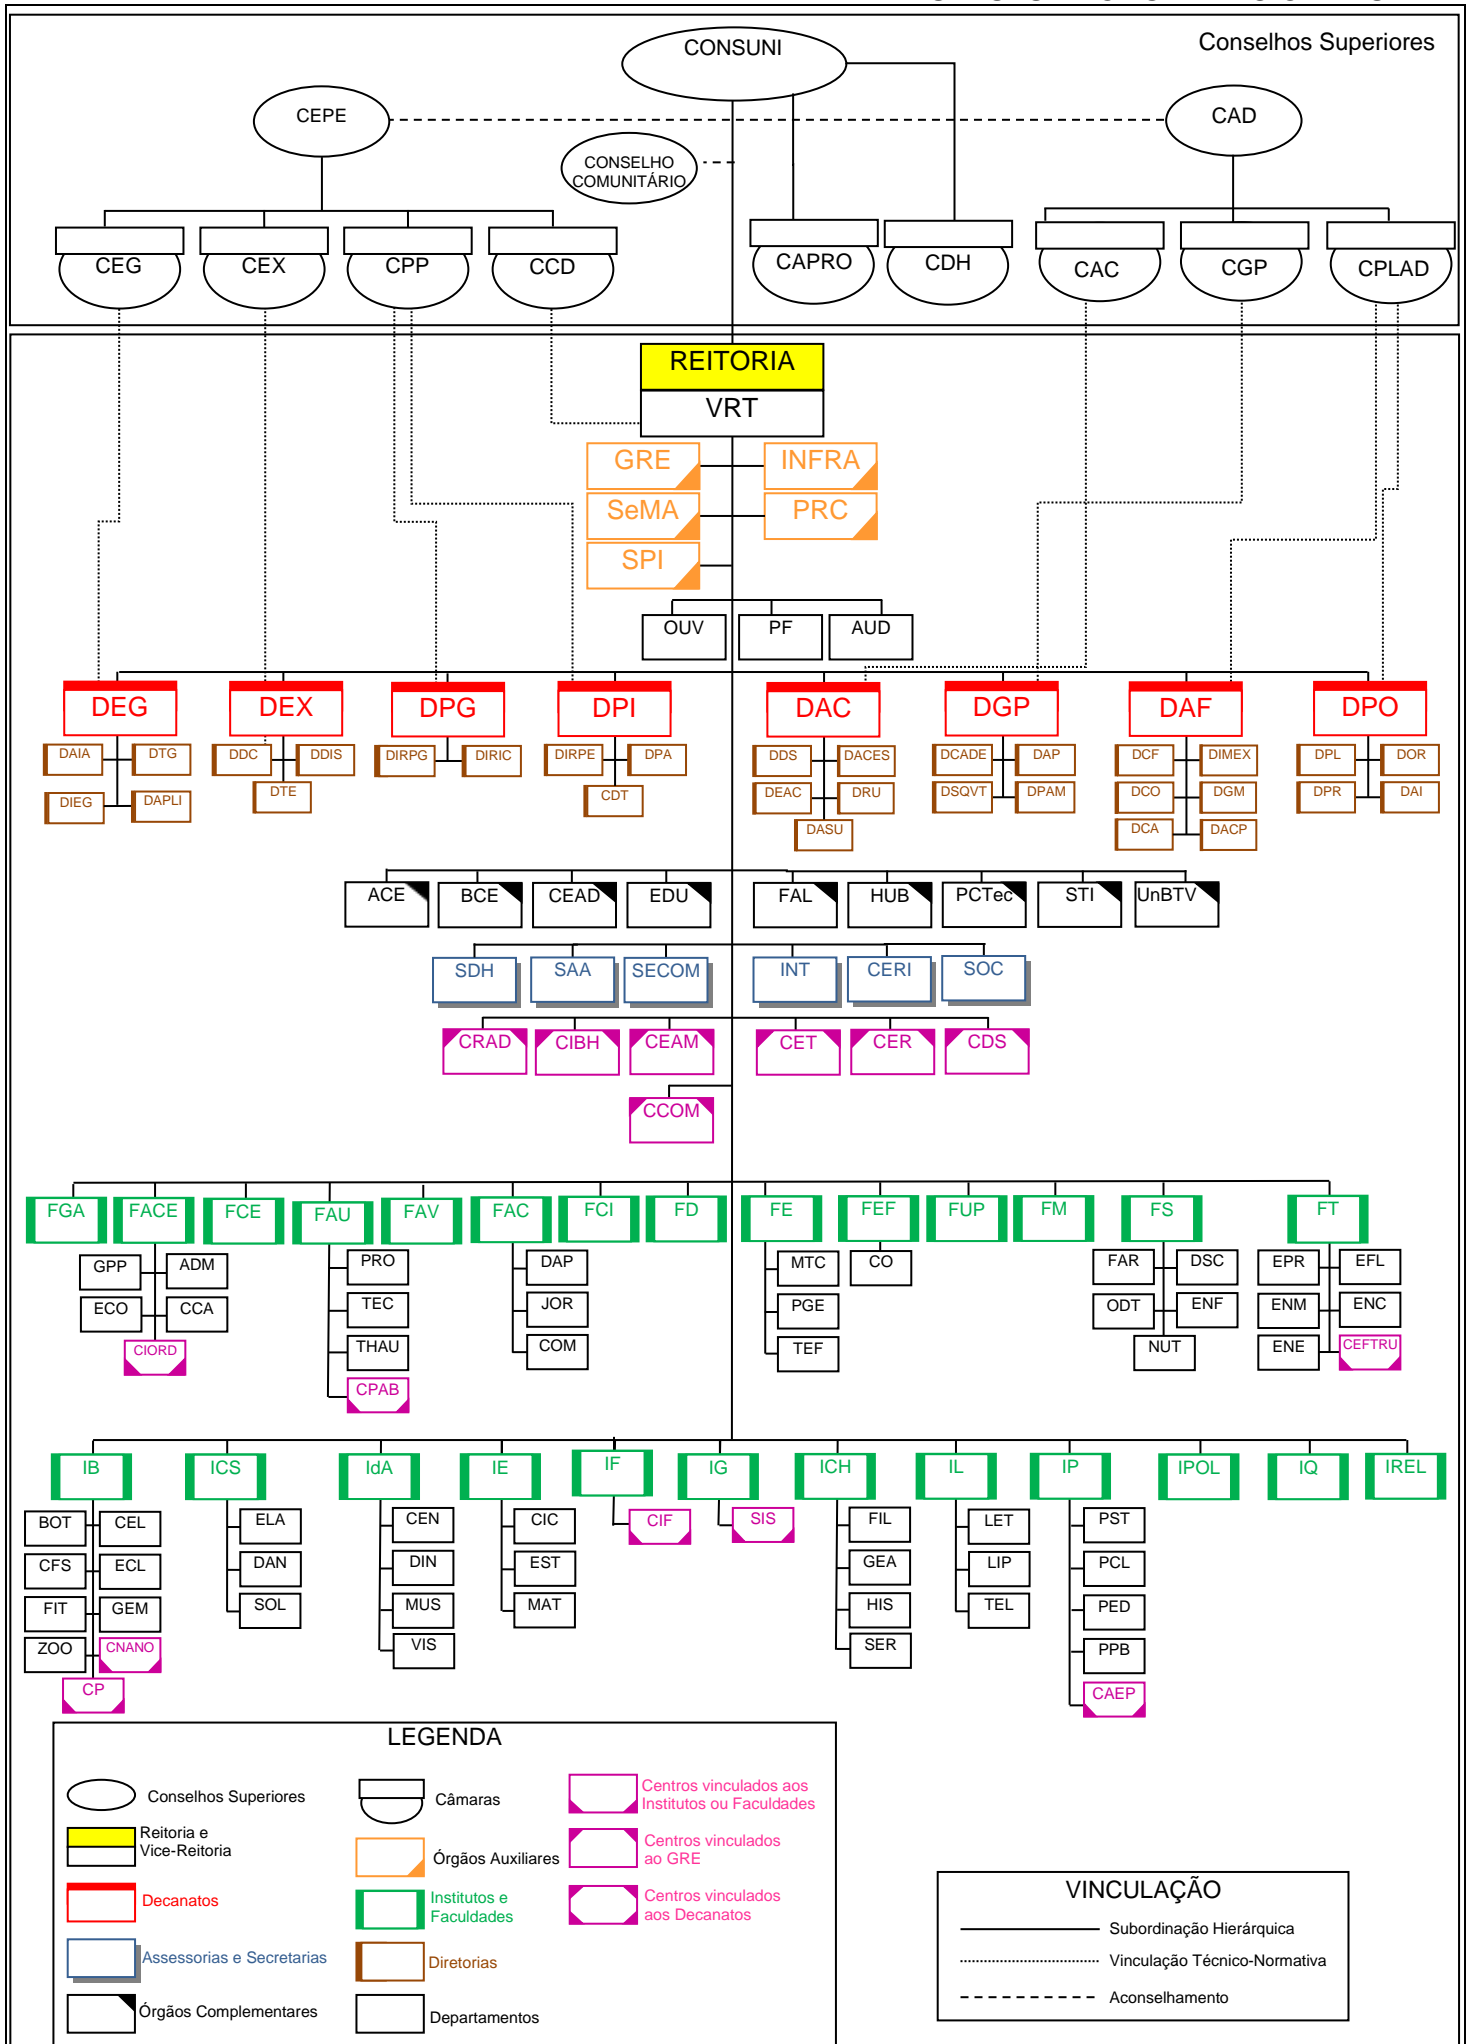 CONSUNI
Conselhos Superiores
CEPE
CAD
CONSELHO
COMUNITÁRIO
CEG
CEX
CPP
CCD
CAPRO
CDH
CAC
CGP
CPLAD
REITORIA
VRT
GRE
INFRA
SeMA
PRC
SPI
OUV
PF
AUD
DEG
DEX
DPG
DPI
DAC
DGP
DAF
DPO
DAIA
DTG
DDC
DDIS
DIRPG
DIRIC
DIRPE
DPA
DDS
DACES
DCADE
DAP
DCF
DIMEX
DPL
DOR
DIEG
DAPLI
DTE
CDT
DEAC
DRU
DSQVT
DPAM
DCO
DGM
DPR
DAI
DASU
DCA
DACP
ACE
BCE
CEAD
EDU
FAL
HUB
PCTec
STI
UnBTV
SDH
SAA
SECOM
INT
CERI
SOC
CRAD
CIBH
CEAM
CET
CER
CDS
CCOM
FGA
FACE
FCE
FAU
FAV
FAC
FCI
FD
FE
FEF
FUP
FM
FS
FT
GPP
ADM
PRO
DAP
MTC
CO
FAR
DSC
EPR
EFL
ECO
CCA
TEC
JOR
PGE
ODT
ENF
ENM
ENC
CIORD
THAU
COM
TEF
NUT
ENE
CEFTRU
CPAB
IB
ICS
IdA
IE
IF
IG
ICH
IL
IP
IPOL
IQ
IREL
BOT
CEL
ELA
CEN
CIC
CIF
SIS
FIL
LET
PST
CFS
ECL
DAN
DIN
EST
GEA
LIP
PCL
FIT
GEM
SOL
MUS
MAT
HIS
TEL
PED
ZOO
CNANO
VIS
SER
PPB
CP
CAEP
LEGENDA
Conselhos Superiores
Câmaras
Centros vinculados aos
Institutos ou Faculdades
Reitoria e
Vice-Reitoria
Órgãos Auxiliares
Centros vinculados
ao GRE
Decanatos
Institutos e
Faculdades
Centros vinculados
aos Decanatos
Assessorias e Secretarias
Diretorias
Órgãos Complementares
Departamentos
VINCULAÇÃO
Subordinação Hierárquica
Vinculação Técnico-Normativa
Aconselhamento